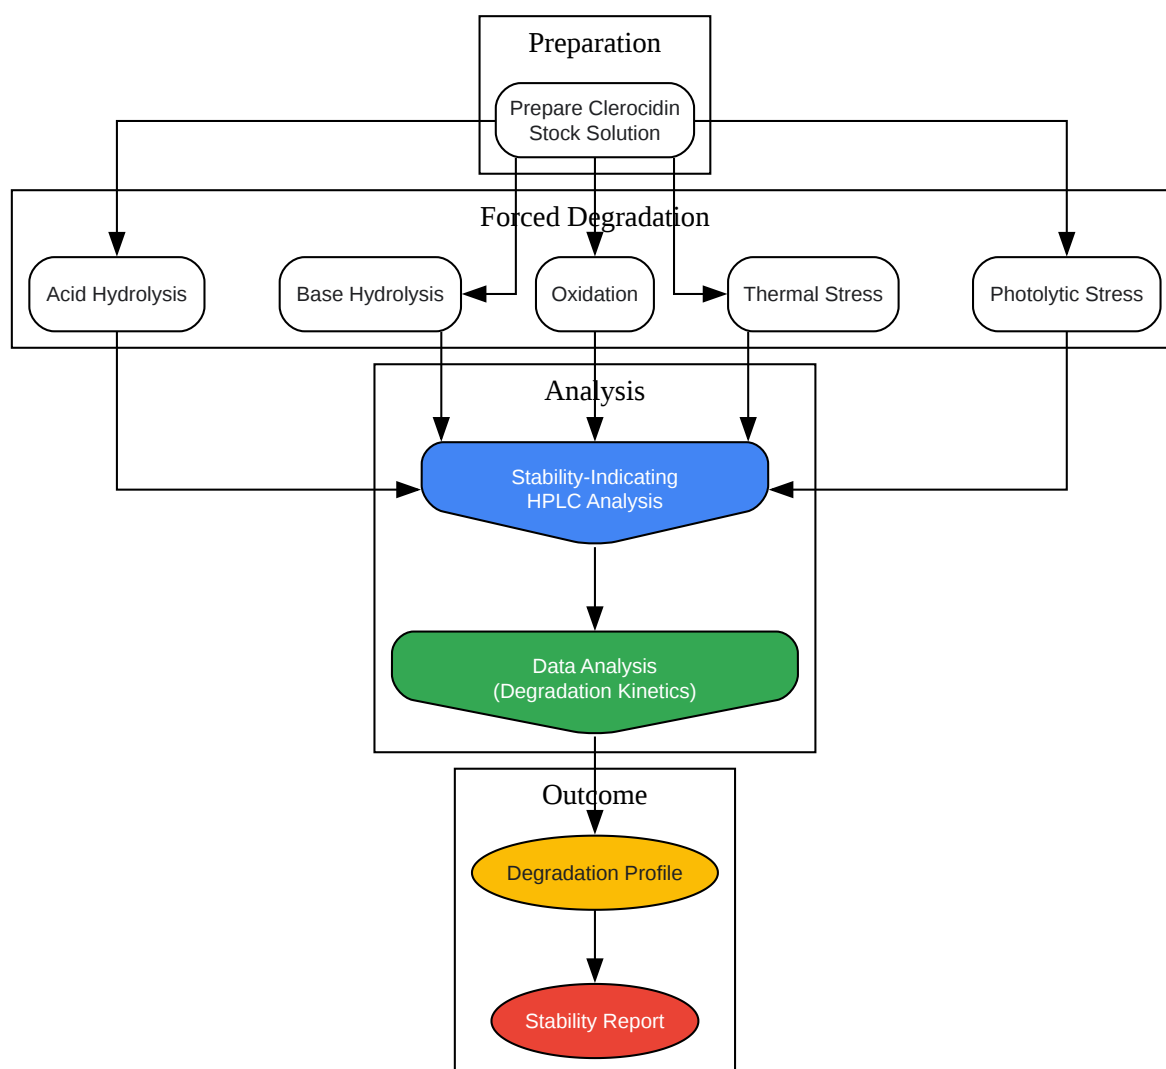 Preparation
Prepare Clerocidin
Stock Solution
Forced Degradation
Acid Hydrolysis
Base Hydrolysis
Oxidation
Thermal Stress
Photolytic Stress
Analysis
Stability-Indicating
HPLC Analysis
Data Analysis
(Degradation Kinetics)
Outcome
Degradation Profile
Stability Report